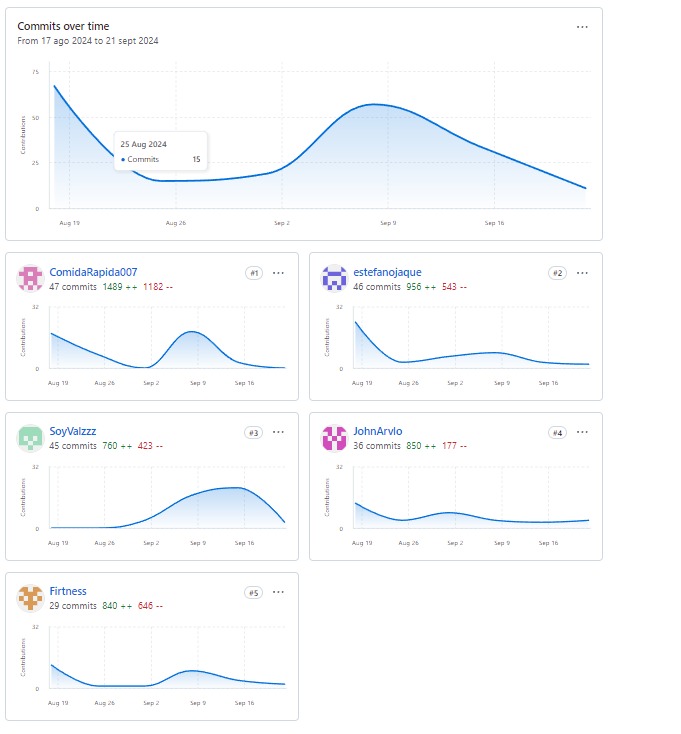 Commits over time
From 17 ago 2024 to 21 sept 2024
Contributions
75
50
25
0
25 Aug 2024
Commits 15
Aug 19 Aug 26 Sep 2 Sep 9 Sep 16
ComidaRapida007 #1
47 commits 1489 ++ 1182 --
Contributions
32
0
Aug 19 Aug 26 Sep 2 Sep 9 Sep 16
estefanojaque #2
46 commits 956 ++ 543 --
Contributions
32
0
Aug 19 Aug 26 Sep 2 Sep 9 Sep 16
SoyValzzz #3
45 commits 760 ++ 423 --
Contributions
32
0
Aug 19 Aug 26 Sep 2 Sep 9 Sep 16
JohnArvlo #4
36 commits 850 ++ 177 --
Contributions
32
0
Aug 19 Aug 26 Sep 2 Sep 9 Sep 16
Firtness #5
29 commits 840 ++ 646 --
Contributions
32
0
Aug 19 Aug 26 Sep 2 Sep 9 Sep 16